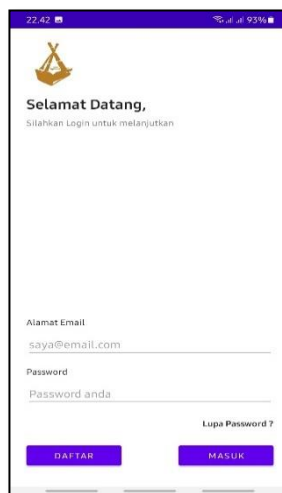 22.42 93%
Selamat Datang,
Silahkan Login untuk melanjutkan
Alamat Email
saya@email.com
Password
Password anda
Lupa Password ?
DAFTAR MASUK